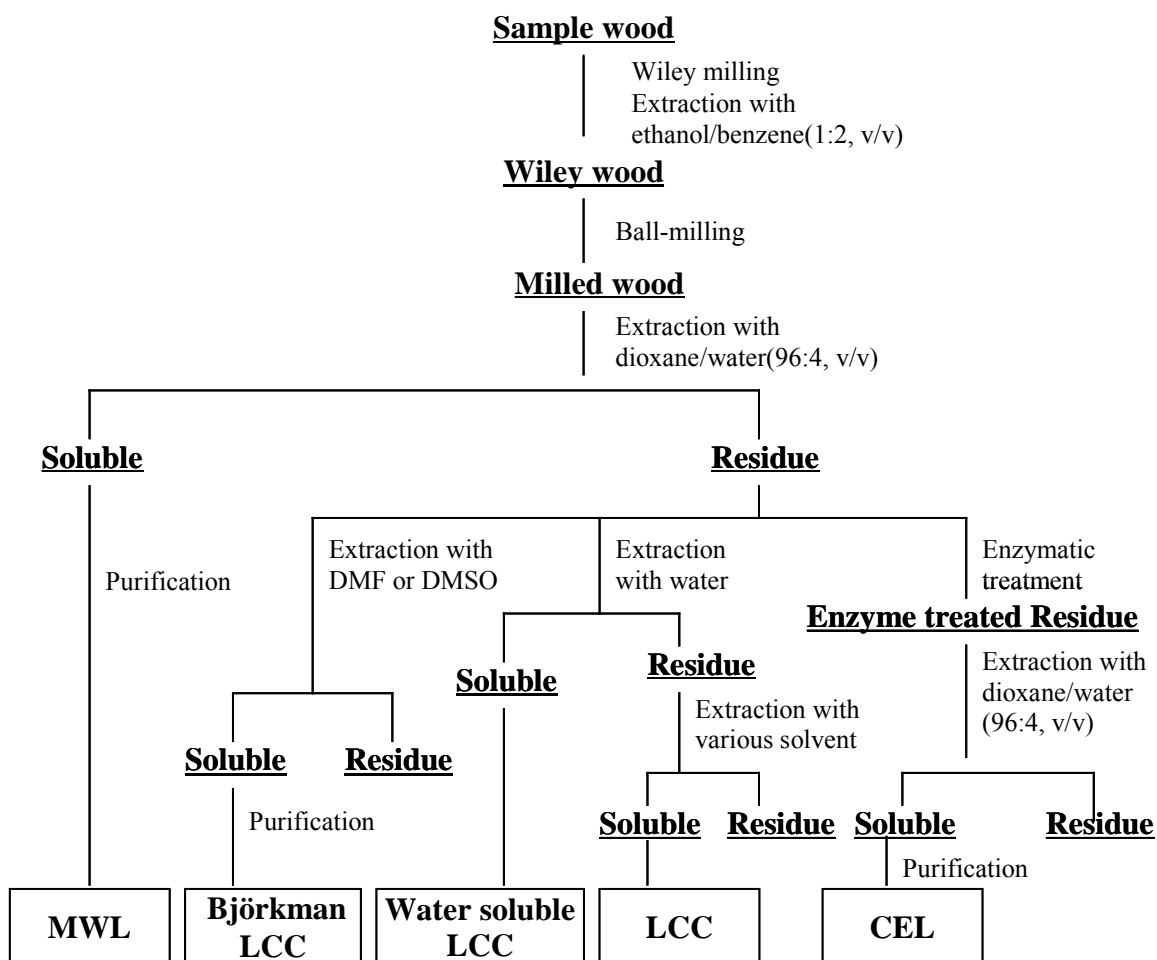 Sample wood
Wiley milling
Extraction with
ethanol/benzene(1:2, v/v)
Wiley wood
Ball-milling
Milled wood
Extraction with
dioxane/water(96:4, v/v)
Soluble
Residue
Purification
Extraction with
DMF or DMSO
Extraction
with water
Enzymatic
treatment
Enzyme treated Residue
Soluble
Residue
Extraction with
dioxane/water
(96:4, v/v)
Extraction with
various solvent
Soluble
Residue
Purification
Soluble
Residue
Soluble
Residue
Purification
MWL
Björkman
LCC
Water soluble
LCC
LCC
CEL